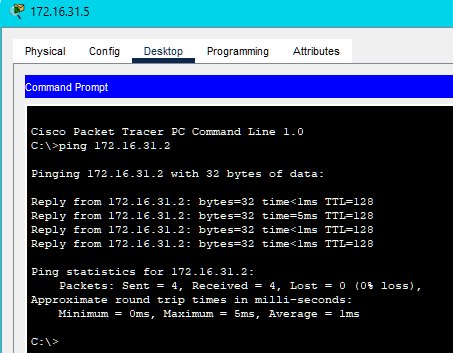 172.16.31.5
Physical Config Desktop Programming Attributes
Command Prompt
Cisco Packet Tracer PC Command Line 1.0
C:\>ping 172.16.31.2
Pinging 172.16.31.2 with 32 bytes of data:
Reply from 172.16.31.2: bytes=32 time<1ms TTL=128
Reply from 172.16.31.2: bytes=32 time=5ms TTL=128
Reply from 172.16.31.2: bytes=32 time<1ms TTL=128
Reply from 172.16.31.2: bytes=32 time<1ms TTL=128
Ping statistics for 172.16.31.2:
Packets: Sent = 4, Received = 4, Lost = 0 (0% loss),
Approximate round trip times in milli-seconds:
Minimum = 0ms, Maximum = 5ms, Average = 1ms
C:\>